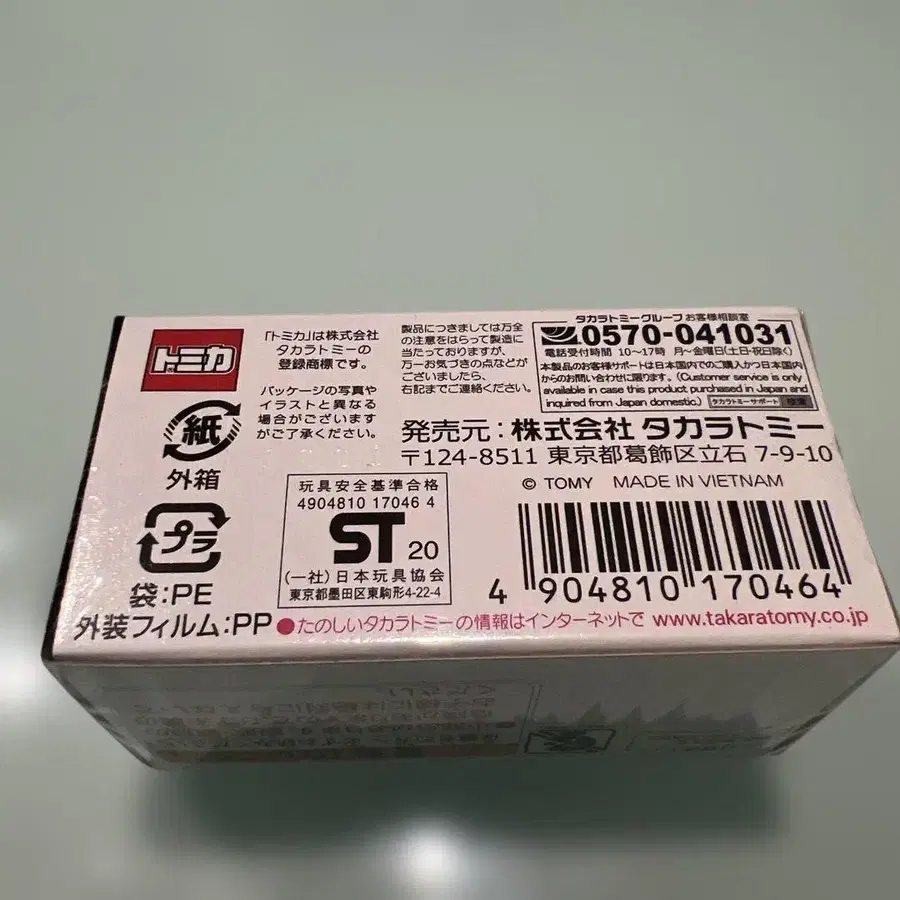 トミカ
「トミカ」は株式会社
タカラトミーの
登録商標です。
パッケージの写真や
イラストと異なる
場合がございます
がご了承ください。
製品につきましては万全
の注意をはらって製造に
当たっておりますが、
万一お気づきの点などが
ございましたら、
右記までご連絡ください。
タカラトミーグループ お客様相談室
0570-041031
電話受付時間 10〜17時 月〜金曜日(土日・祝日除く)
本製品のお客様サポートは日本国内でのご購入かつ日本国内
からのお問い合わせに限ります。(Customer service is only
available in case this product purchased in Japan and
inquired from Japan domestic.) タカラトミーサポート 検索
発売元：株式会社 タカラトミー
〒124-8511 東京都葛飾区立石 7-9-10
© TOMY MADE IN VIETNAM
紙
外箱
プラ
袋:PE
外装フィルム:PP
玩具安全基準合格
4904810 17046 4
ST 20
(一社)日本玩具協会
東京都墨田区東駒形4-22-4
4 904810 170464
●たのしいタカラトミーの情報はインターネットで www.takaratomy.co.jp